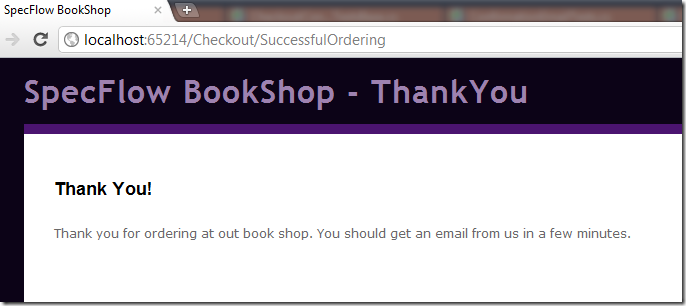 SpecFlow BookShop
localhost:65214/Checkout/SuccessfulOrdering
SpecFlow BookShop - ThankYou
Thank You!
Thank you for ordering at out book shop. You should get an email from us in a few minutes.